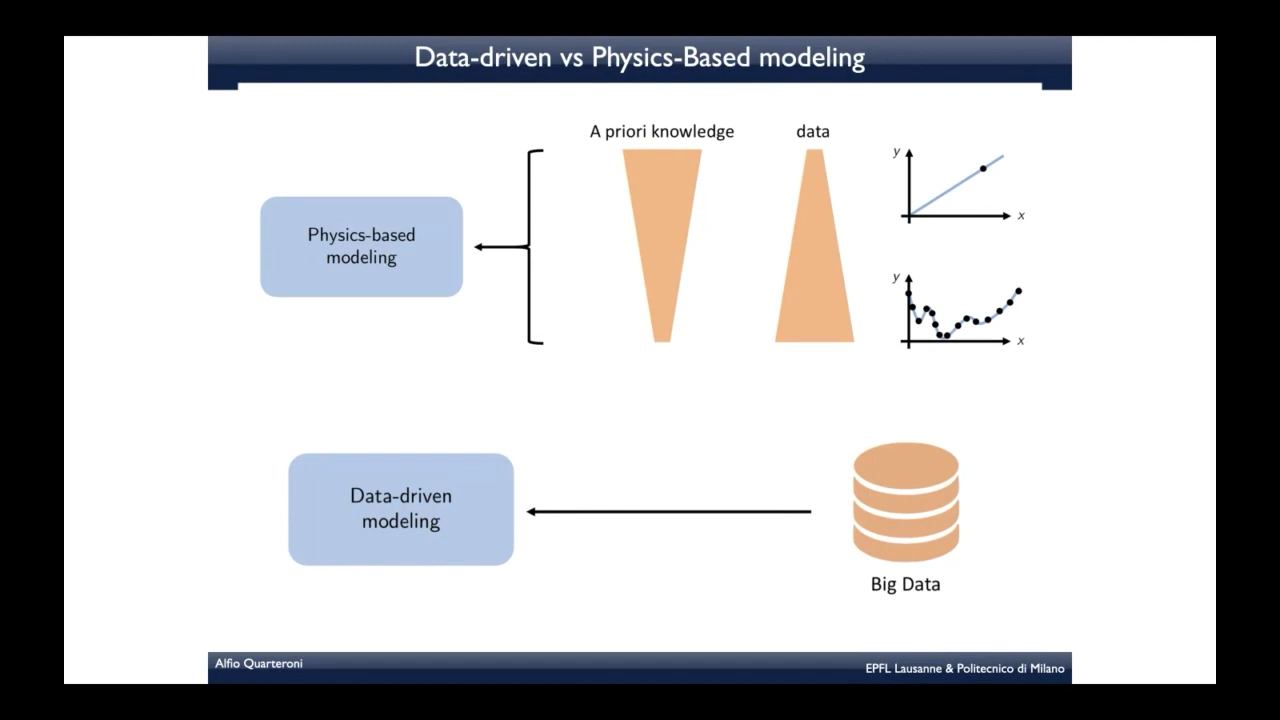 Data-driven vs Physics-Based modeling
A priori knowledge
data
y
x
Physics-based
modeling
y
x
Data-driven
modeling
Big Data
Alfio Quarteroni
EPFL Lausanne & Politecnico di Milano